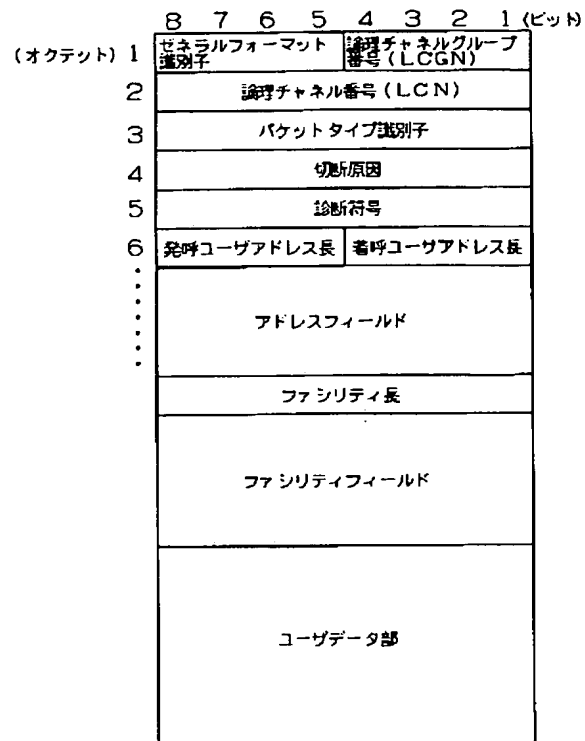 8 7 6 5 4 3 2 1 (ビット)
(オクテット) 1
ゼネラルフォーマット
識別子
論理チャネルグループ
番号(LCGN)
2 論理チャネル番号(LCN)
3 パケットタイプ識別子
4 切断原因
5 診断符号
6 発呼ユーザアドレス長 着呼ユーザアドレス長
アドレスフィールド
ファシリティ長
ファシリティフィールド
ユーザデータ部